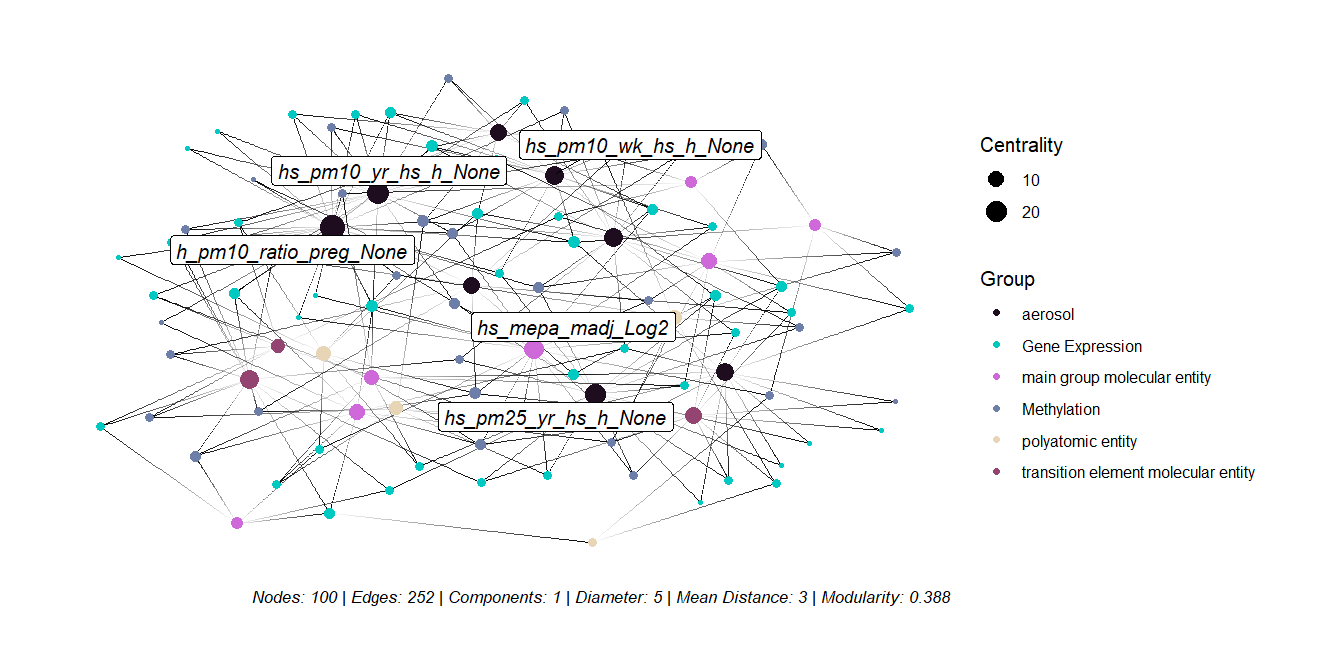 hs_pm10_wk_hs_h_None
hs_pm10_yr_hs_h_None
h_pm10_ratio_preg_None
hs_mepa_madj_Log2
hs_pm25_yr_hs_h_None
Centrality
10
20
Group
aerosol
Gene Expression
main group molecular entity
Methylation
polyatomic entity
transition element molecular entity
Nodes: 100 | Edges: 252 | Components: 1 | Diameter: 5 | Mean Distance: 3 | Modularity: 0.388